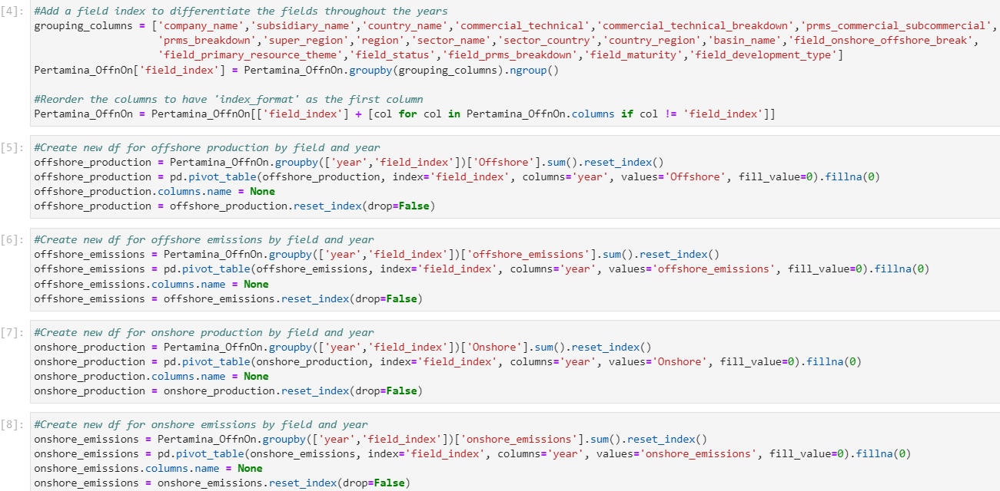 [4]: #Add a field index to differentiate the fields throughout the years
grouping_columns = ['company_name','subsidiary_name','country_name','commercial_technical','commercial_technical_breakdown','prms_commercial_subcommercial',
'prms_breakdown','super_region','region','sector_name','sector_country','country_region','basin_name','field_onshore_offshore_break',
'field_primary_resource_theme','field_status','field_prms_breakdown','field_maturity','field_development_type']
Pertamina_OffnOn['field_index'] = Pertamina_OffnOn.groupby(grouping_columns).ngroup()
#Reorder the columns to have 'index_format' as the first column
Pertamina_OffnOn = Pertamina_OffnOn[['field_index'] + [col for col in Pertamina_OffnOn.columns if col != 'field_index']]
[5]: #Create new df for offshore production by field and year
offshore_production = Pertamina_OffnOn.groupby(['year','field_index'])['Offshore'].sum().reset_index()
offshore_production = pd.pivot_table(offshore_production, index='field_index', columns='year', values='Offshore', fill_value=0).fillna(0)
offshore_production.columns.name = None
offshore_production = offshore_production.reset_index(drop=False)
[6]: #Create new df for offshore emissions by field and year
offshore_emissions = Pertamina_OffnOn.groupby(['year','field_index'])['offshore_emissions'].sum().reset_index()
offshore_emissions = pd.pivot_table(offshore_emissions, index='field_index', columns='year', values='offshore_emissions', fill_value=0).fillna(0)
offshore_emissions.columns.name = None
offshore_emissions = offshore_emissions.reset_index(drop=False)
[7]: #Create new df for onshore production by field and year
onshore_production = Pertamina_OffnOn.groupby(['year','field_index'])['Onshore'].sum().reset_index()
onshore_production = pd.pivot_table(onshore_production, index='field_index', columns='year', values='Onshore', fill_value=0).fillna(0)
onshore_production.columns.name = None
onshore_production = onshore_production.reset_index(drop=False)
[8]: #Create new df for onshore emissions by field and year
onshore_emissions = Pertamina_OffnOn.groupby(['year','field_index'])['onshore_emissions'].sum().reset_index()
onshore_emissions = pd.pivot_table(onshore_emissions, index='field_index', columns='year', values='onshore_emissions', fill_value=0).fillna(0)
onshore_emissions.columns.name = None
onshore_emissions = onshore_emissions.reset_index(drop=False)